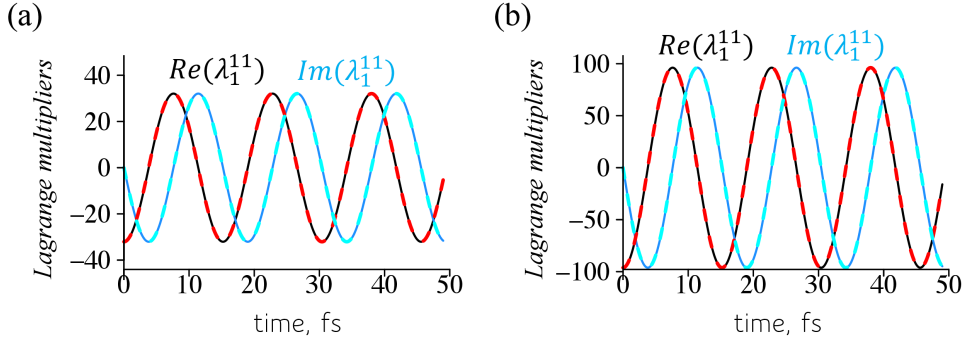 (a)
Lagrange multipliers
40
20
0
−20
−40
Re(λ₁¹¹) Im(λ₁¹¹)
0 10 20 30 40 50
time, fs
(b)
Lagrange multipliers
100
50
0
−50
−100
Re(λ₁¹¹) Im(λ₁¹¹)
0 10 20 30 40 50
time, fs